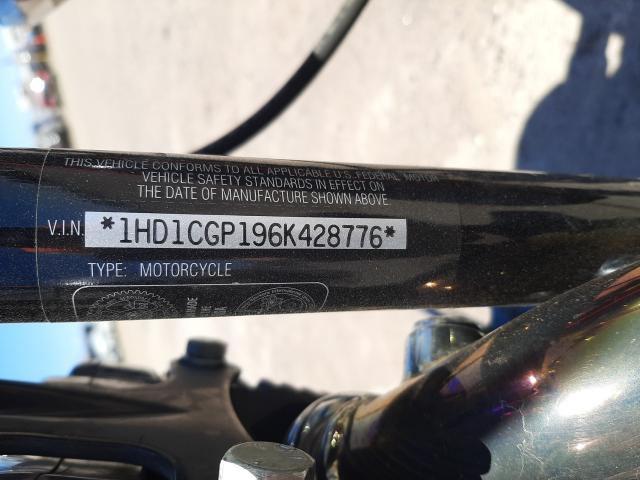 THIS VEHICLE CONFORMS TO ALL APPLICABLE U.S. FEDERAL MOTOR
VEHICLE SAFETY STANDARDS IN EFFECT ON
THE DATE OF MANUFACTURE SHOWN ABOVE
V.I.N. *1HD1CGP196K428776*
TYPE: MOTORCYCLE